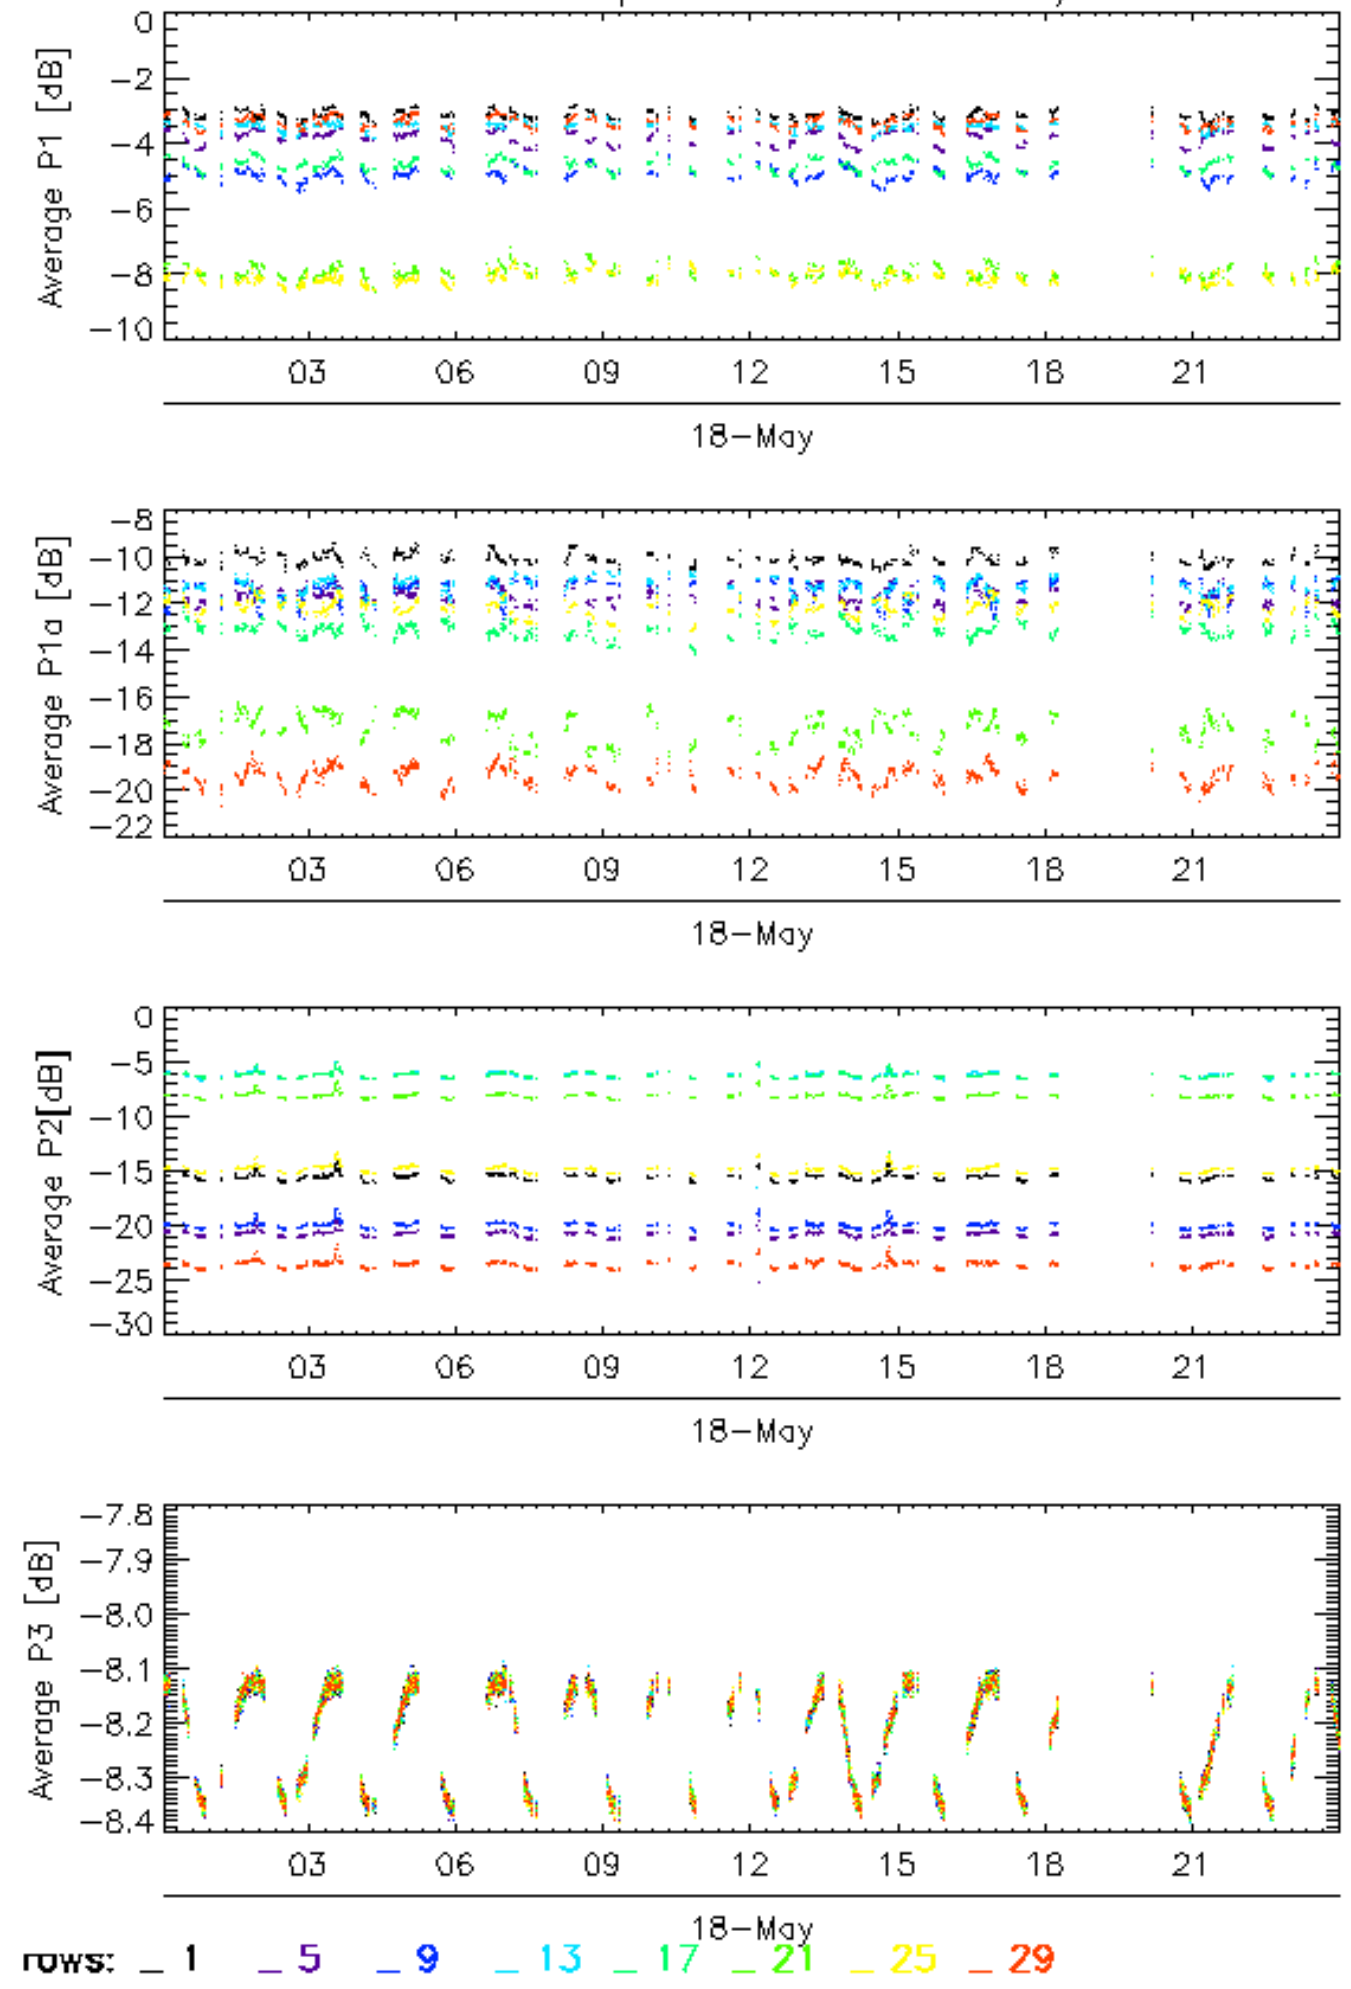 0
-2
-4
-6
-8
-10
Average P1 [dB]
03 06 09 12 15 18 21
18-May
-8
-10
-12
-14
-16
-18
-20
-22
Average P1a [dB]
03 06 09 12 15 18 21
18-May
0
-5
-10
-15
-20
-25
-30
Average P2[dB]
03 06 09 12 15 18 21
18-May
-7.8
-7.9
-8.0
-8.1
-8.2
-8.3
-8.4
Average P3 [dB]
03 06 09 12 15 18 21
18-May
rows: _ 1 _ 5 _ 9 _ 13 _ 17 _ 21 _ 25 _ 29